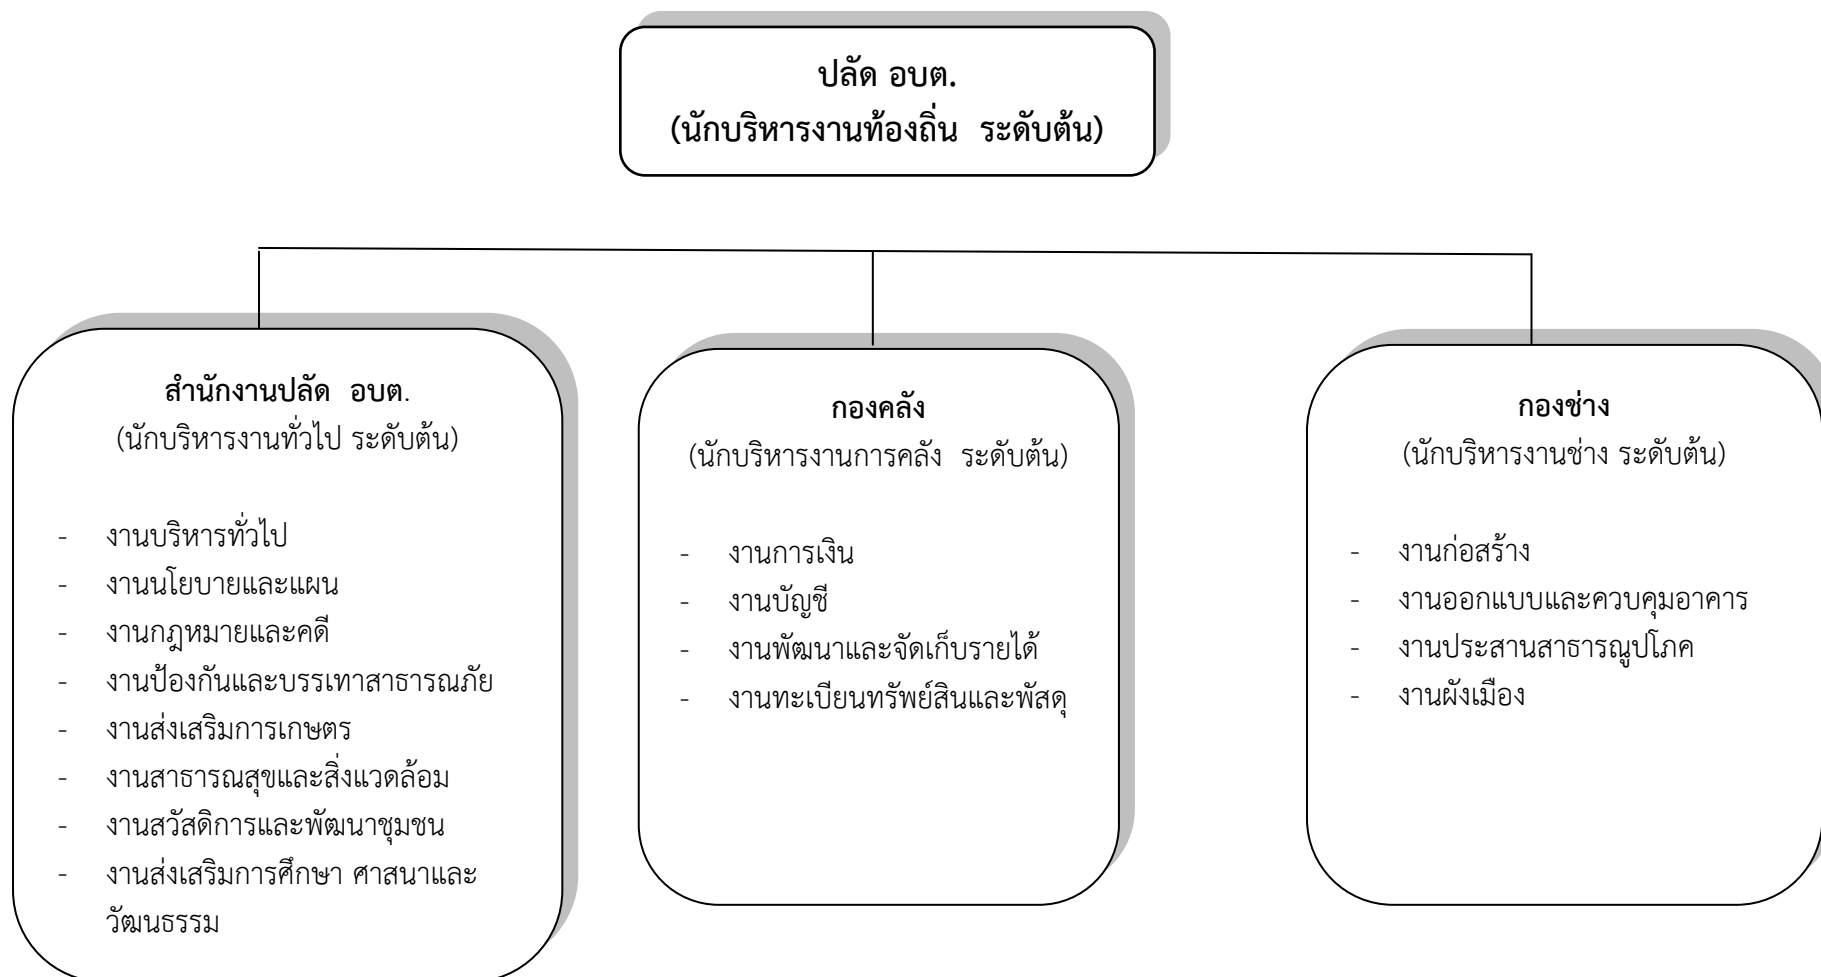 ปลัด อบต.
(นักบริหารงานท้องถิ่น ระดับต้น)
สำนักงานปลัด อบต.
(นักบริหารงานทั่วไป ระดับต้น)
- งานบริหารทั่วไป
- งานนโยบายและแผน
- งานกฎหมายและคดี
- งานป้องกันและบรรเทาสาธารณภัย
- งานส่งเสริมการเกษตร
- งานสาธารณสุขและสิ่งแวดล้อม
- งานสวัสดิการและพัฒนาชุมชน
- งานส่งเสริมการศึกษา ศาสนาและ
วัฒนธรรม
กองคลัง
(นักบริหารงานการคลัง ระดับต้น)
- งานการเงิน
- งานบัญชี
- งานพัฒนาและจัดเก็บรายได้
- งานทะเบียนทรัพย์สินและพัสดุ
กองช่าง
(นักบริหารงานช่าง ระดับต้น)
- งานก่อสร้าง
- งานออกแบบและควบคุมอาคาร
- งานประสานสาธารณูปโภค
- งานผังเมือง